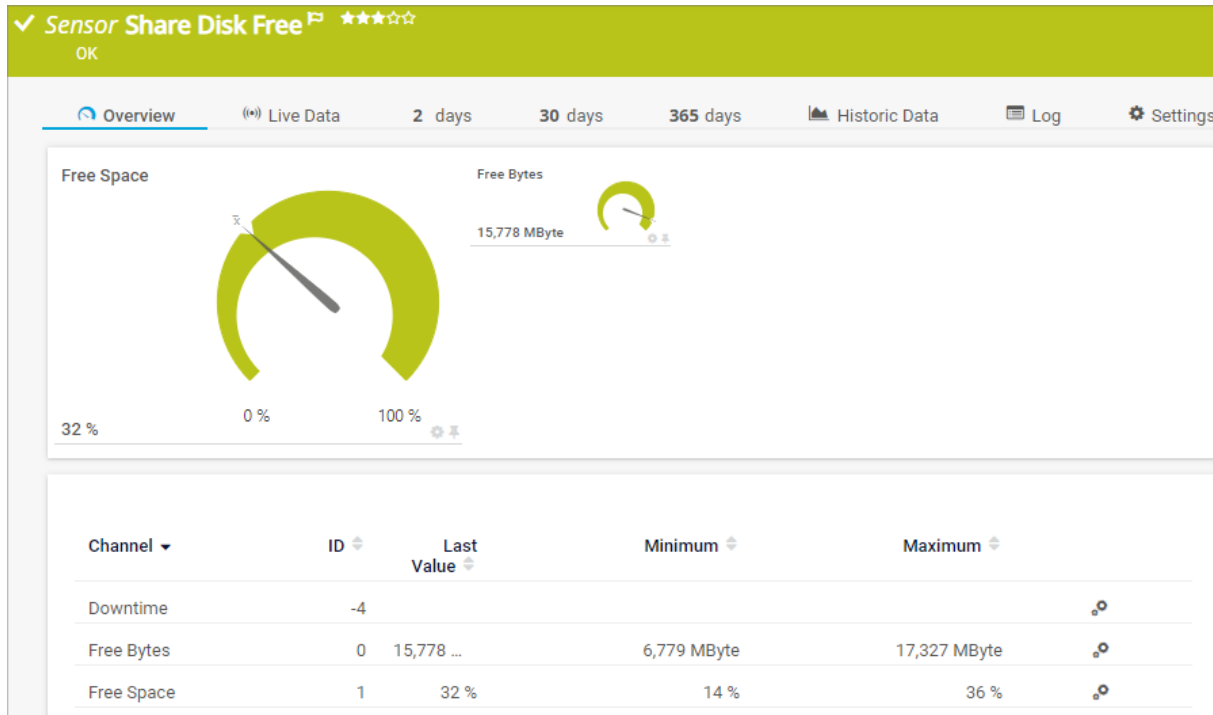 Sensor Share Disk Free
OK
Overview Live Data 2 days 30 days 365 days Historic Data Log Settings
Free Space
x̄
0 % 100 %
32 %
Free Bytes
15,778 MByte
Channel ID Last Value Minimum Maximum
Downtime -4
Free Bytes 0 15,778 ... 6,779 MByte 17,327 MByte
Free Space 1 32 % 14 % 36 %